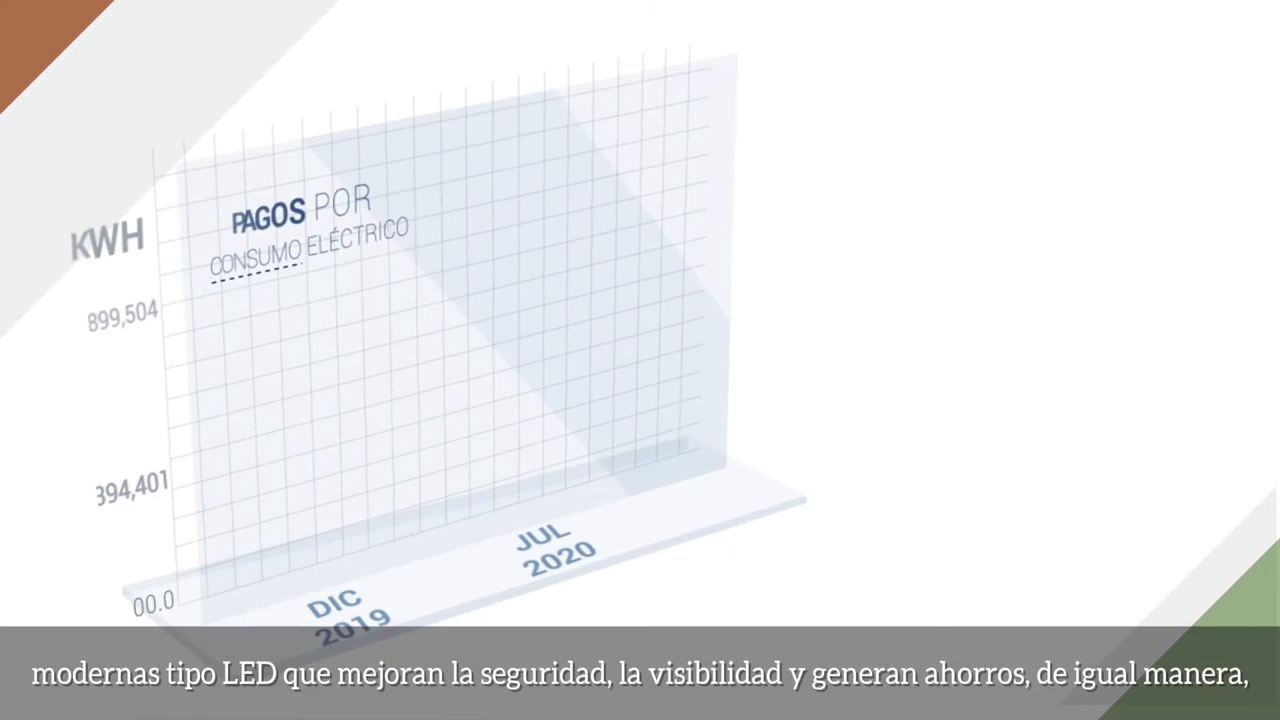 PAGOS POR
CONSUMO ELÉCTRICO
KWH
899,504
394,401
00.0
DIC
2019
JUL
2020
modernas tipo LED que mejoran la seguridad, la visibilidad y generan ahorros, de igual manera,